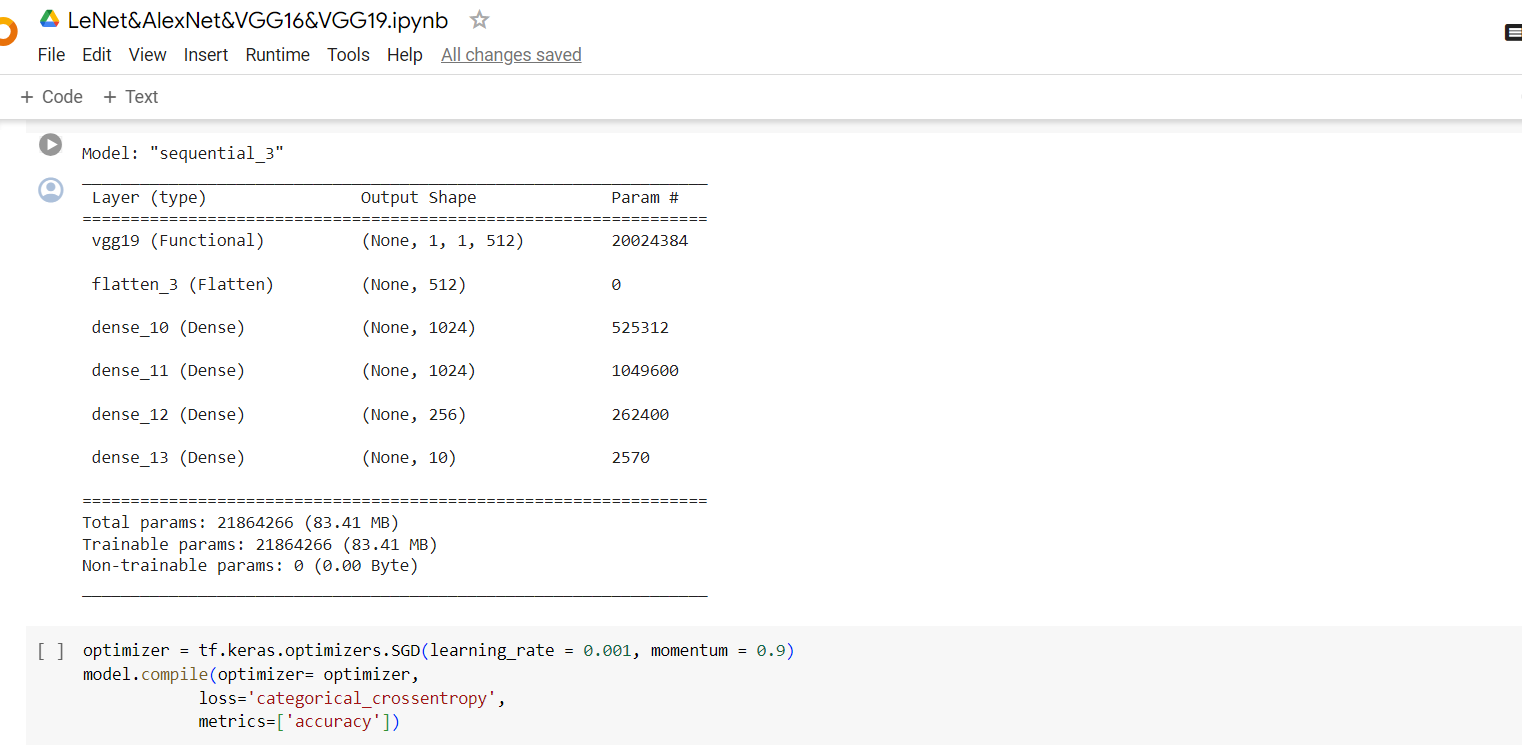 LeNet&AlexNet&VGG16&VGG19.ipynb
File Edit View Insert Runtime Tools Help All changes saved
+ Code + Text
Model: "sequential_3"
_________________________________________________________________
Layer (type) Output Shape Param #
=================================================================
vgg19 (Functional) (None, 1, 1, 512) 20024384
flatten_3 (Flatten) (None, 512) 0
dense_10 (Dense) (None, 1024) 525312
dense_11 (Dense) (None, 1024) 1049600
dense_12 (Dense) (None, 256) 262400
dense_13 (Dense) (None, 10) 2570
=================================================================
Total params: 21864266 (83.41 MB)
Trainable params: 21864266 (83.41 MB)
Non-trainable params: 0 (0.00 Byte)
_________________________________________________________________
[ ] optimizer = tf.keras.optimizers.SGD(learning_rate = 0.001, momentum = 0.9)
model.compile(optimizer= optimizer,
loss='categorical_crossentropy',
metrics=['accuracy'])